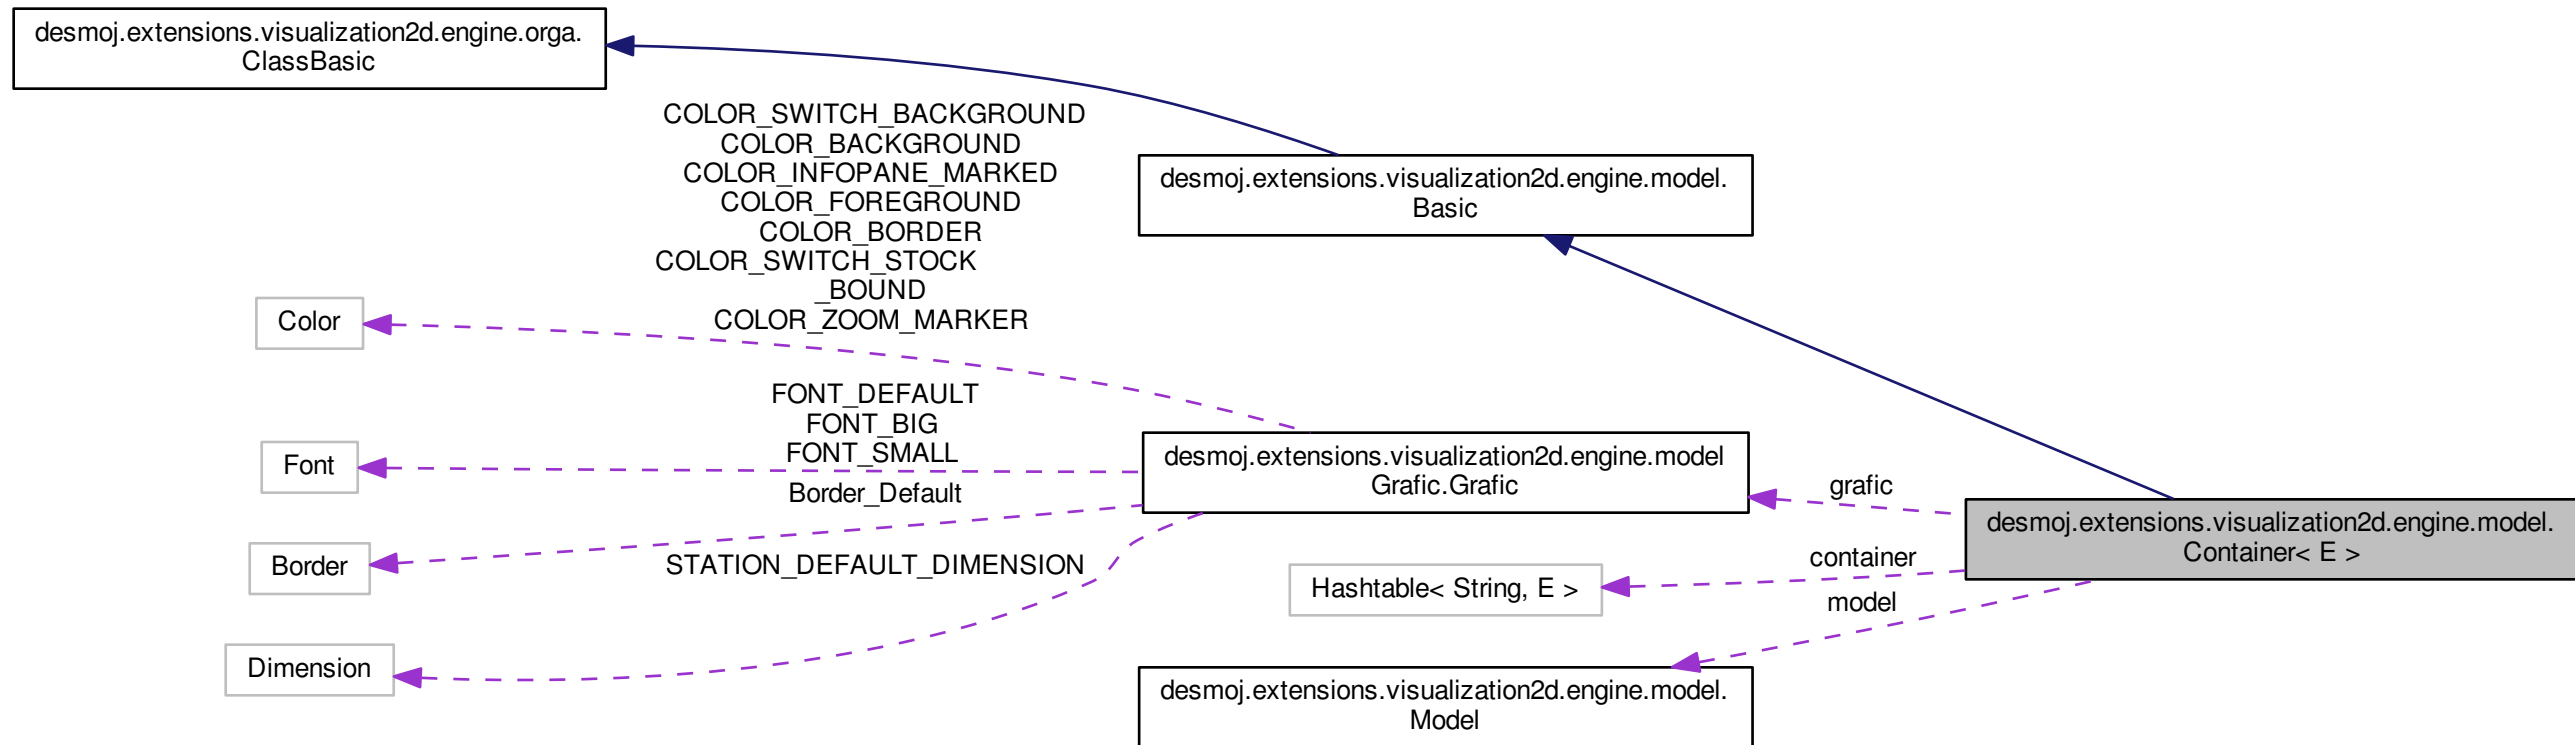 desmoj.extensions.visualization2d.engine.orga.
ClassBasic
COLOR_SWITCH_BACKGROUND
COLOR_BACKGROUND
COLOR_INFOPANE_MARKED
COLOR_FOREGROUND
COLOR_BORDER
COLOR_SWITCH_STOCK
_BOUND
COLOR_ZOOM_MARKER
desmoj.extensions.visualization2d.engine.model.
Basic
Color
FONT_DEFAULT
FONT_BIG
FONT_SMALL
Font
desmoj.extensions.visualization2d.engine.model
Grafic.Grafic
Border_Default
grafic
desmoj.extensions.visualization2d.engine.model.
Container< E >
Border
STATION_DEFAULT_DIMENSION
container
Hashtable< String, E >
model
Dimension
desmoj.extensions.visualization2d.engine.model.
Model